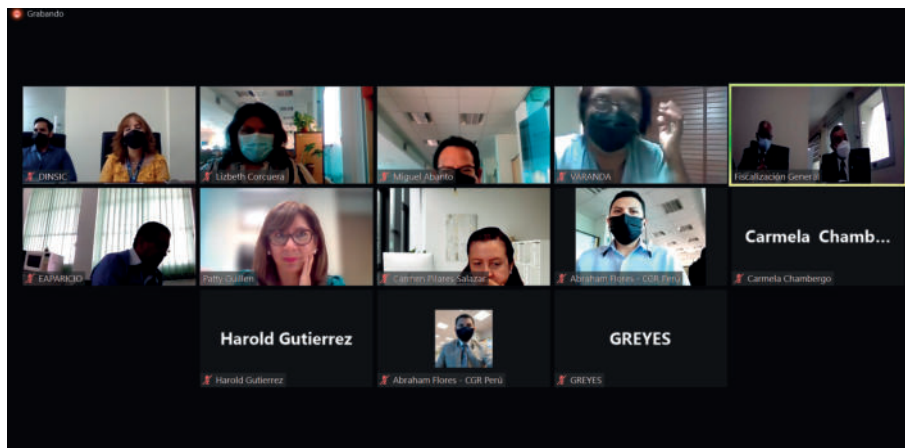 Grabando
DINSIC
Lizbeth Corcuera
Miguel Abanto
VARANDA
Fiscalización General
EAPARICIO
Patty Guillen
Carmen Pilares Salazar
Abraham Flores - CGR Perú
Carmela Chamb...
Carmela Chambergo
Harold Gutierrez
Harold Gutierrez
Abraham Flores - CGR Perú
GREYES
GREYES